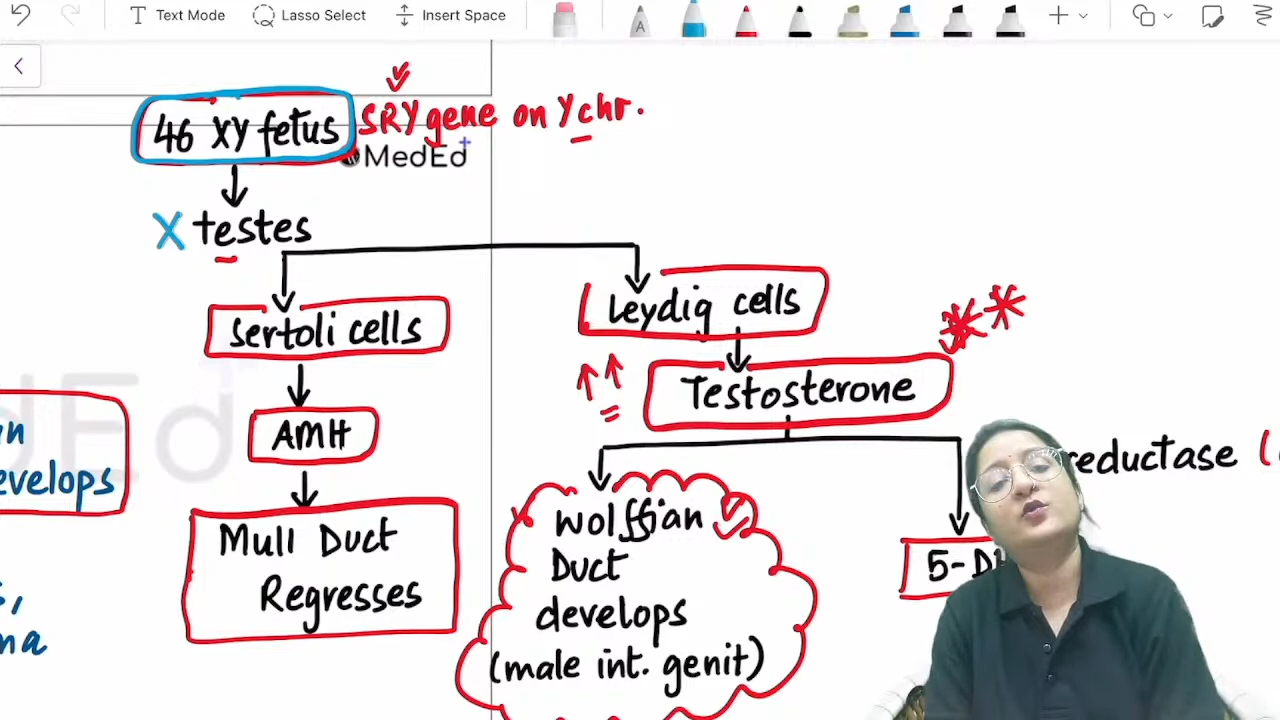 Text Mode
Lasso Select
Insert Space
A
46 XY fetus
SRY gene on Y chr.
MedEd
X testes
Sertoli cells
Leydig cells
Testosterone
AMH
develops
reductase
Mull Duct
Regresses
Wolffian
Duct
develops
(male int. genit)